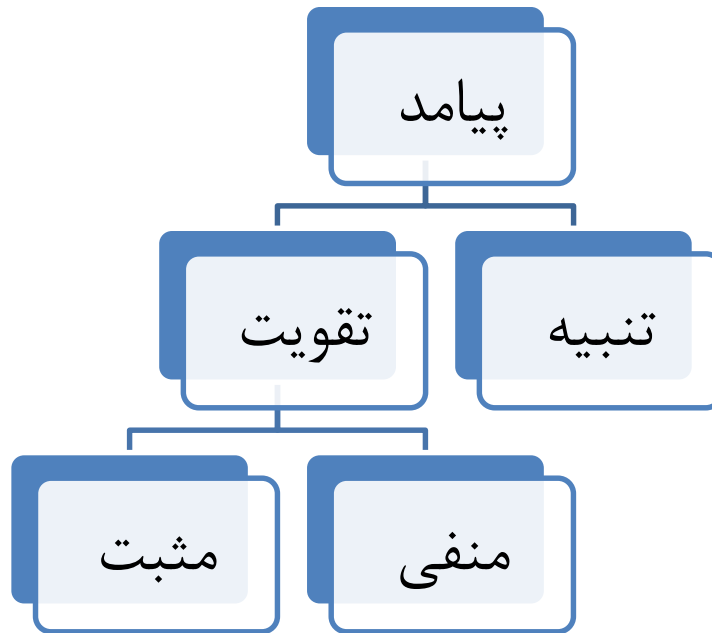 پیامد
تنبیه
تقویت
منفی
مثبت